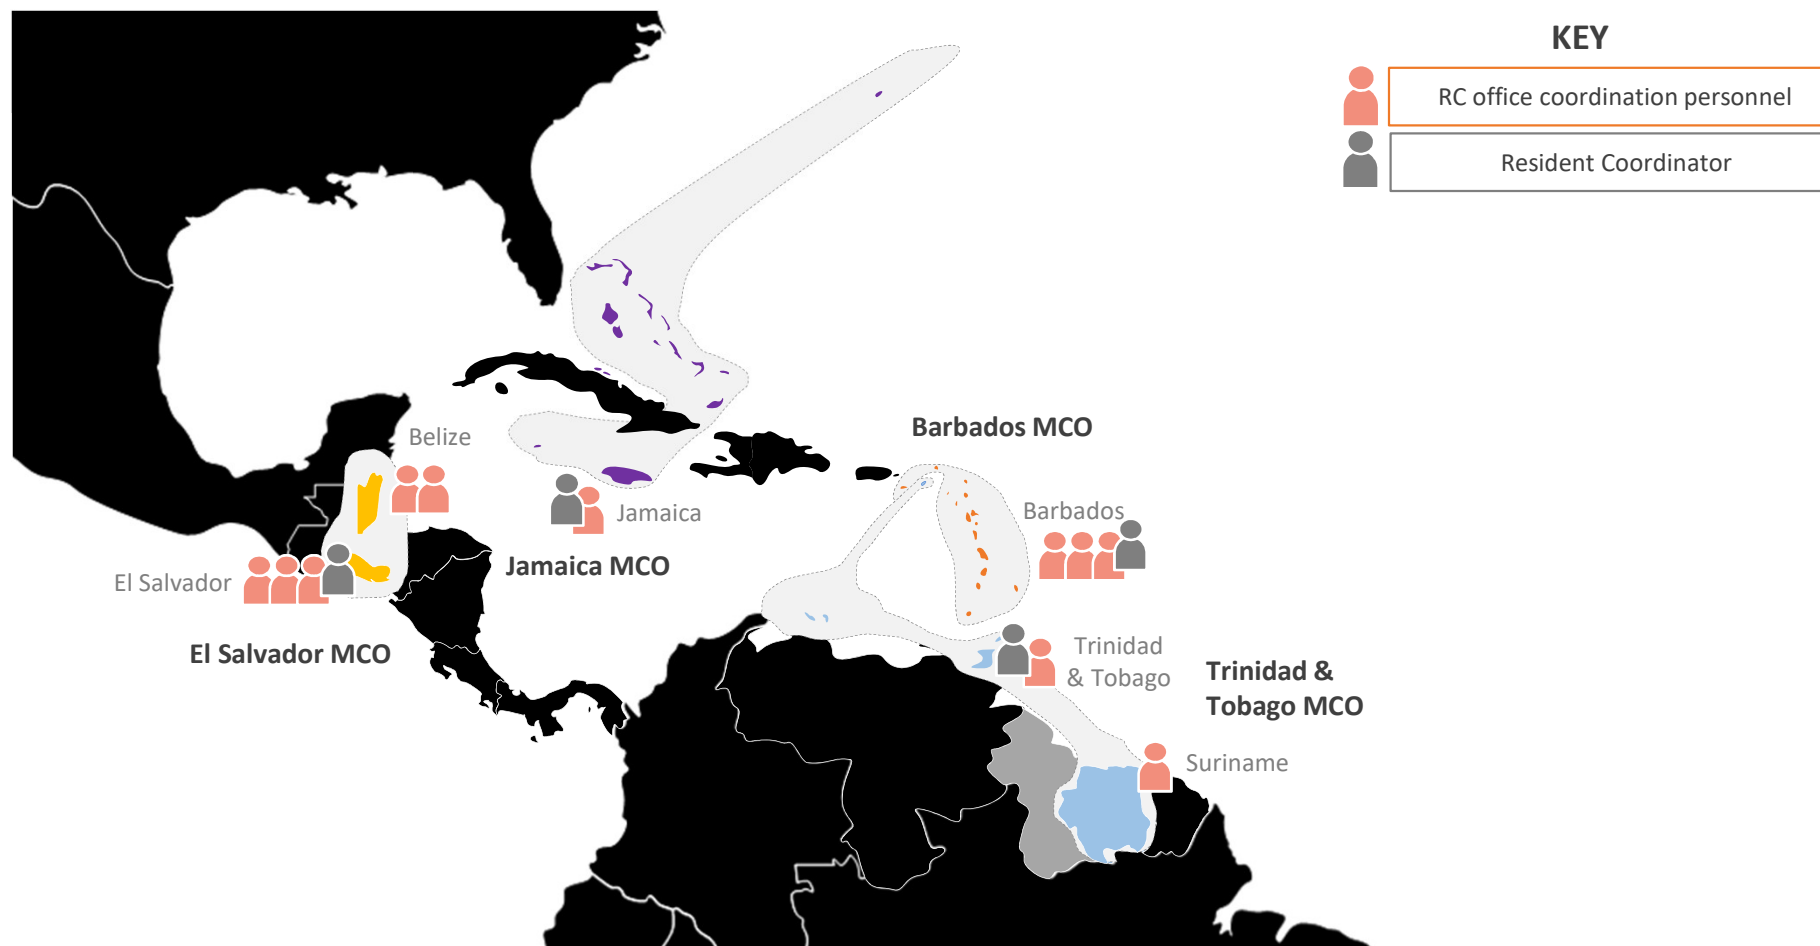 KEY
RC office coordination personnel
Resident Coordinator
Belize
Barbados MCO
Jamaica
Barbados
Jamaica MCO
El Salvador
El Salvador MCO
Trinidad
& Tobago
Trinidad &
Tobago MCO
Suriname